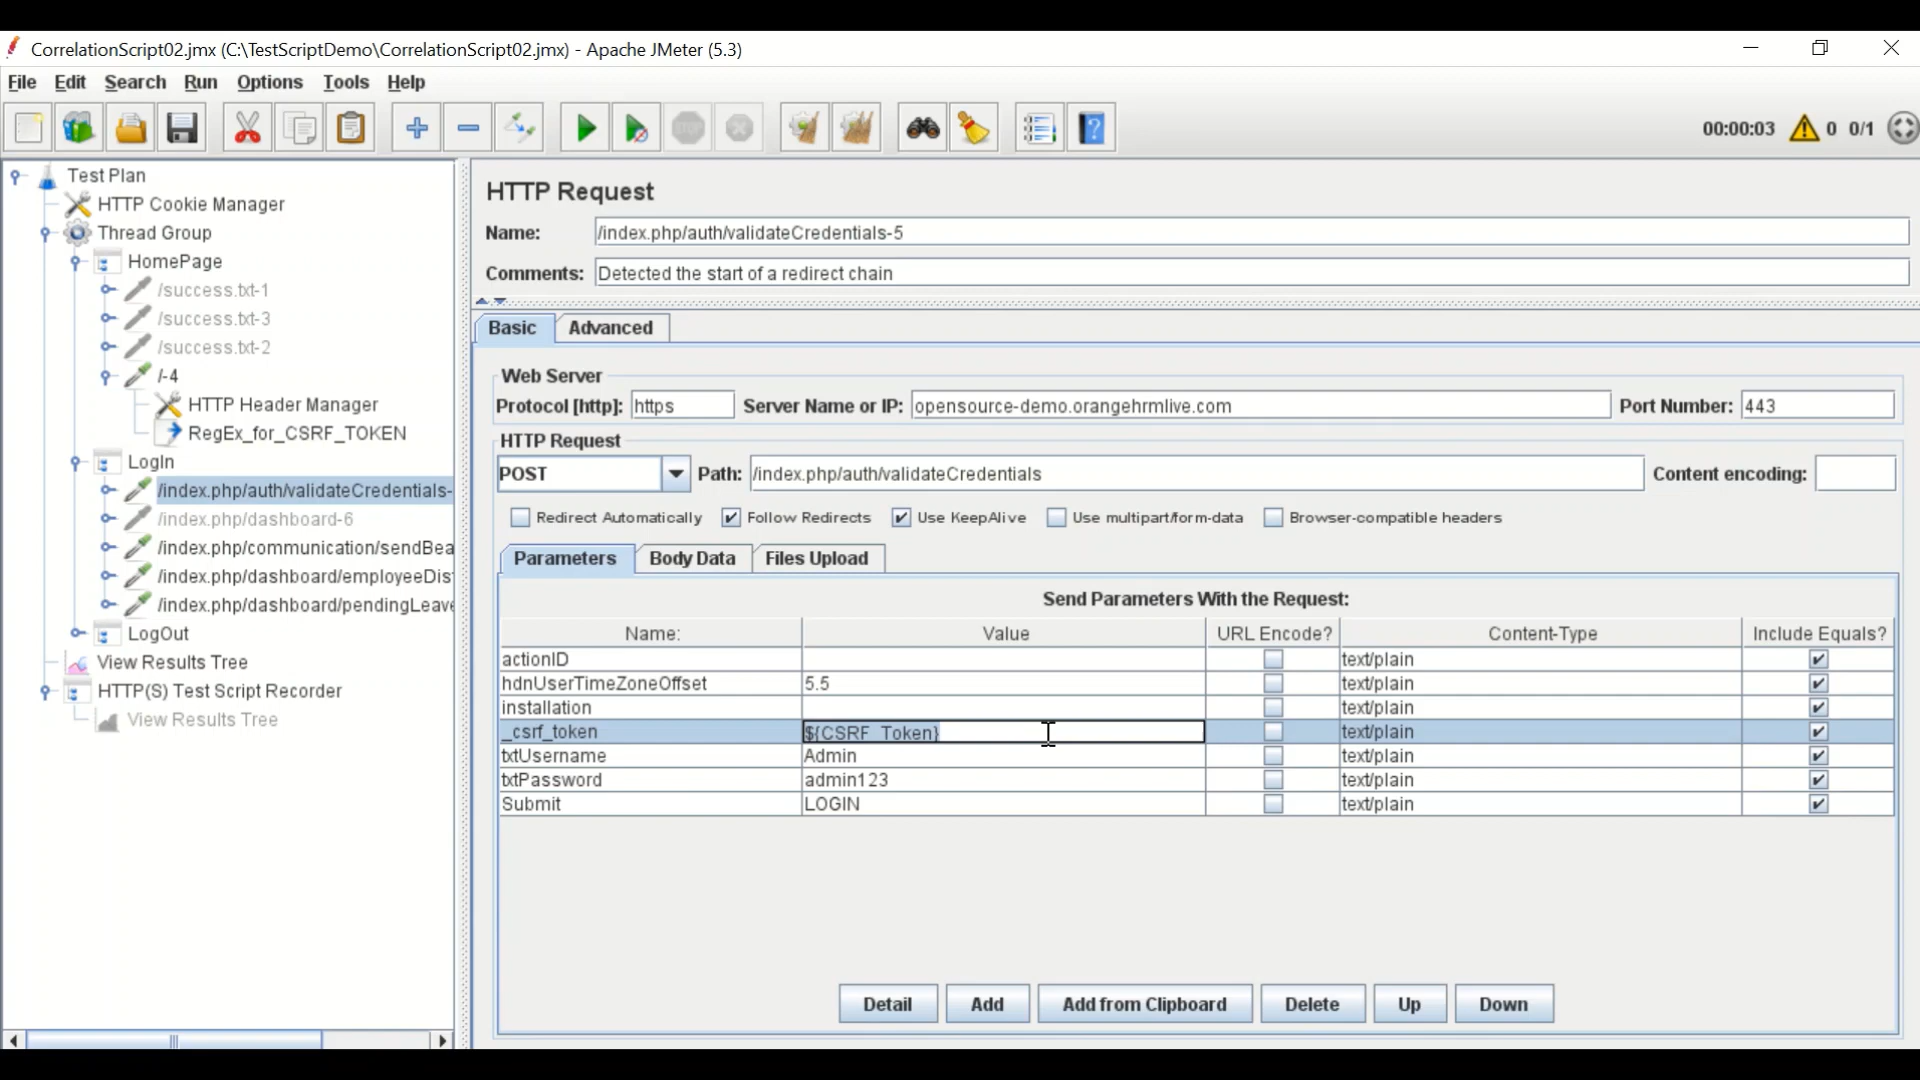 CorrelationScript02.jmx (C:\TestScriptDemo\CorrelationScript02.jmx) - Apache JMeter (5.3)
File Edit Search Run Options Tools Help
STOP 00:00:03 0 0/1
Test Plan
HTTP Cookie Manager
Thread Group
HomePage
/success.txt-1
/success.txt-3
/success.txt-2
/-4
HTTP Header Manager
RegEx_for_CSRF_TOKEN
LogIn
/index.php/auth/validateCredentials-
/index.php/dashboard-6
/index.php/communication/sendBea
/index.php/dashboard/employeeDis
/index.php/dashboard/pendingLeave
LogOut
View Results Tree
HTTP(S) Test Script Recorder
View Results Tree
HTTP Request
Name: /index.php/auth/validateCredentials-5
Comments: Detected the start of a redirect chain
Basic Advanced
Web Server
Protocol [http]: https Server Name or IP: opensource-demo.orangehrmlive.com Port Number: 443
HTTP Request
POST Path: /index.php/auth/validateCredentials Content encoding:
Redirect Automatically Follow Redirects Use KeepAlive Use multipart/form-data Browser-compatible headers
Parameters Body Data Files Upload
Send Parameters With the Request:
Name: Value URL Encode? Content-Type Include Equals?
actionID text/plain
hdnUserTimeZoneOffset 5.5 text/plain
installation text/plain
_csrf_token ${CSRF_Token} text/plain
txtUsername Admin text/plain
txtPassword admin123 text/plain
Submit LOGIN text/plain
Detail Add Add from Clipboard Delete Up Down